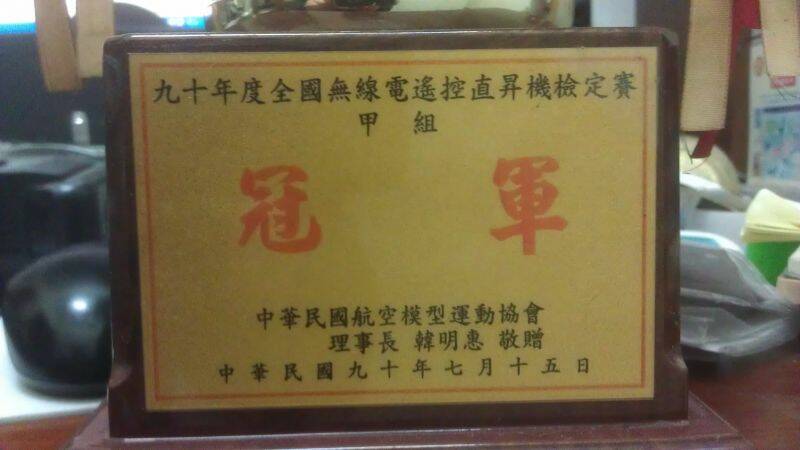 九十年度全國無線電遙控直昇機檢定賽
甲 組
冠 軍
中華民國航空模型運動協會
理事長 韓明惠 敬贈
中華民國九十年七月十五日